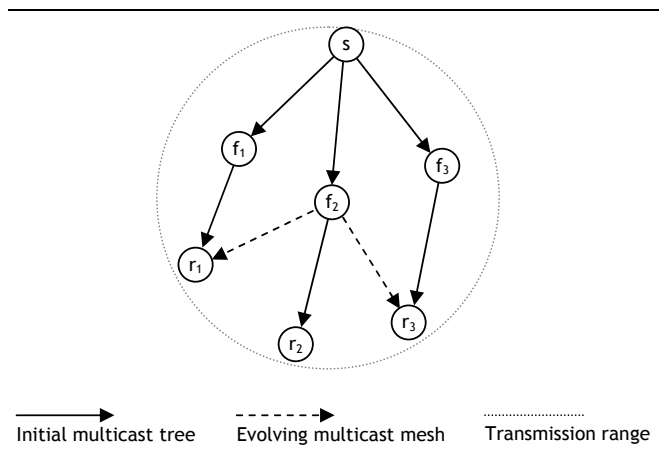 s
f₁
f₃
f₂
r₁
r₃
r₂
Initial multicast tree Evolving multicast mesh Transmission range